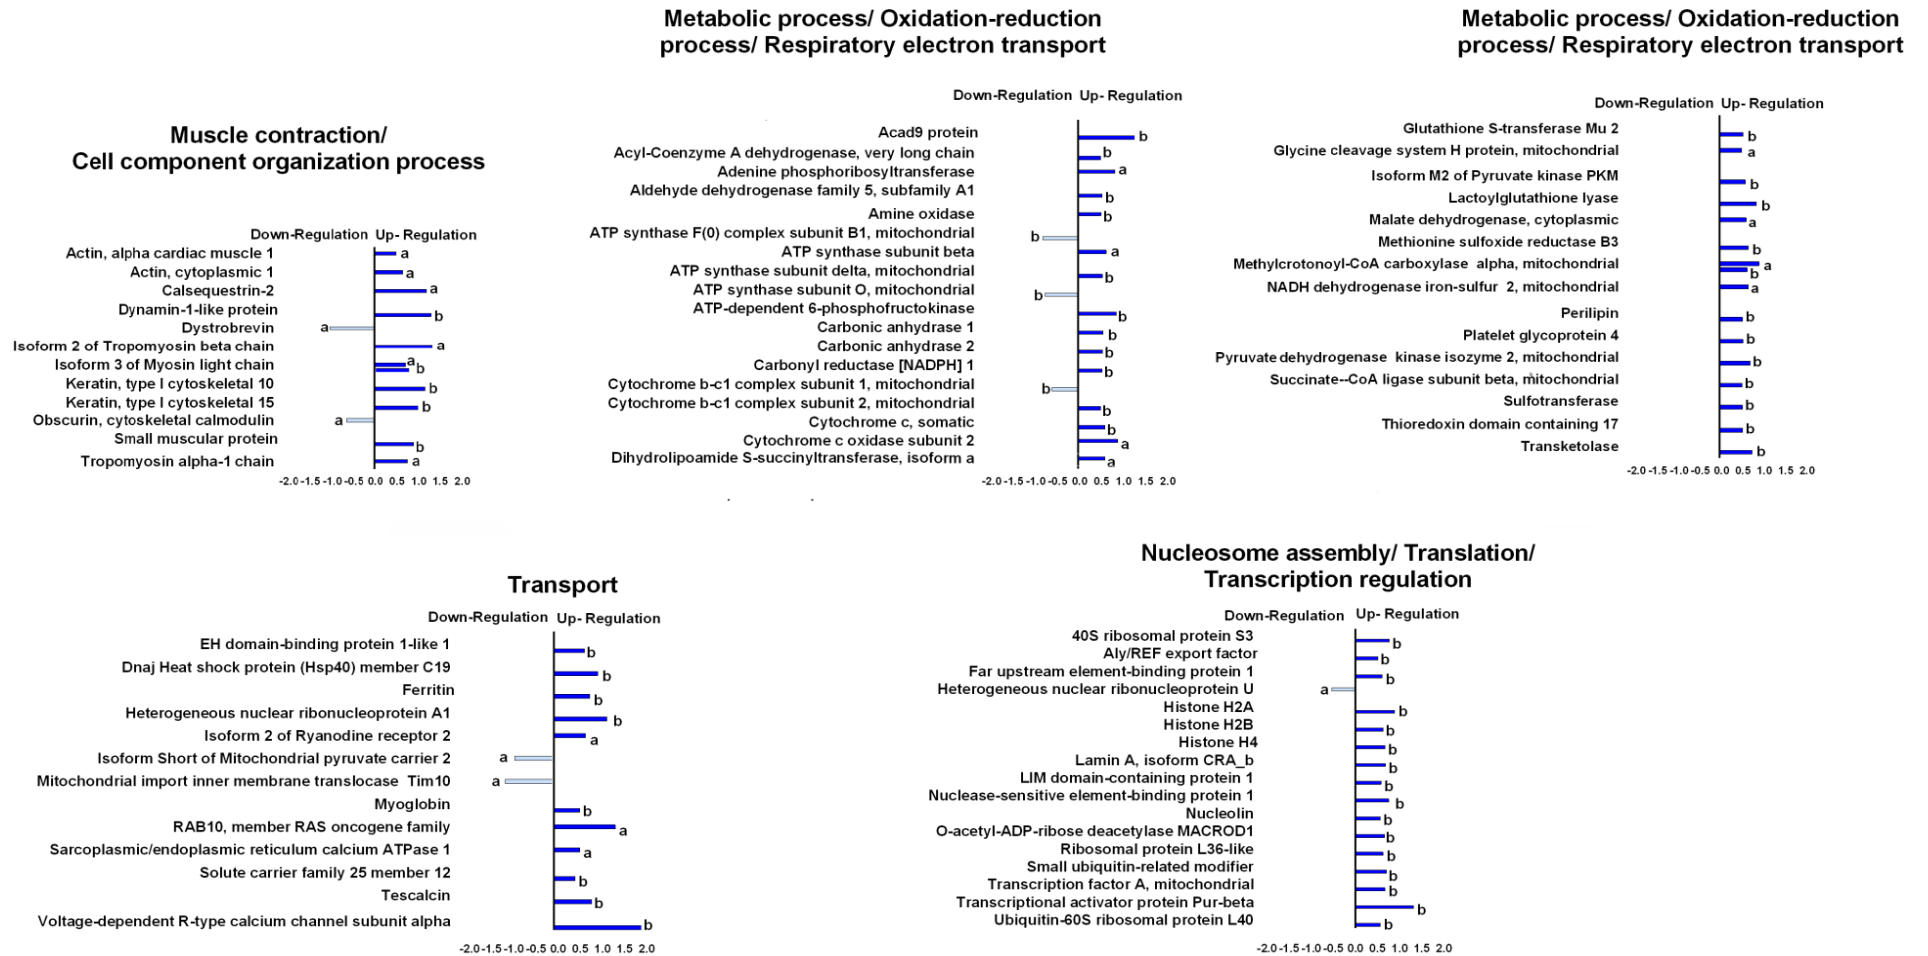 Metabolic process/ Oxidation-reduction
process/ Respiratory electron transport
Metabolic process/ Oxidation-reduction
process/ Respiratory electron transport
Muscle contraction/
Cell component organization process
Down-Regulation Up- Regulation
Actin, alpha cardiac muscle 1 a
Actin, cytoplasmic 1 a
Calsequestrin-2 a
Dynamin-1-like protein b
Dystrobrevin a
Isoform 2 of Tropomyosin beta chain a
Isoform 3 of Myosin light chain a b
Keratin, type I cytoskeletal 10 b
Keratin, type I cytoskeletal 15 b
Obscurin, cytoskeletal calmodulin a
Small muscular protein b
Tropomyosin alpha-1 chain a
-2.0 -1.5 -1.0 -0.5 0.0 0.5 1.0 1.5 2.0
Down-Regulation Up- Regulation
Acad9 protein b
Acyl-Coenzyme A dehydrogenase, very long chain b
Adenine phosphoribosyltransferase a
Aldehyde dehydrogenase family 5, subfamily A1 b
Amine oxidase b
ATP synthase F(0) complex subunit B1, mitochondrial b
ATP synthase subunit beta a
ATP synthase subunit delta, mitochondrial b
ATP synthase subunit O, mitochondrial b
ATP-dependent 6-phosphofructokinase b
Carbonic anhydrase 1 b
Carbonic anhydrase 2 b
Carbonyl reductase [NADPH] 1 b
Cytochrome b-c1 complex subunit 1, mitochondrial b
Cytochrome b-c1 complex subunit 2, mitochondrial b
Cytochrome c, somatic b
Cytochrome c oxidase subunit 2 a
Dihydrolipoamide S-succinyltransferase, isoform a a
-2.0 -1.5 -1.0 -0.5 0.0 0.5 1.0 1.5 2.0
Down-Regulation Up- Regulation
Glutathione S-transferase Mu 2 b
Glycine cleavage system H protein, mitochondrial a
Isoform M2 of Pyruvate kinase PKM b
Lactoylglutathione lyase b
Malate dehydrogenase, cytoplasmic a
Methionine sulfoxide reductase B3 b
Methylcrotonoyl-CoA carboxylase alpha, mitochondrial a b
NADH dehydrogenase iron-sulfur 2, mitochondrial a
Perilipin b
Platelet glycoprotein 4 b
Pyruvate dehydrogenase kinase isozyme 2, mitochondrial b
Succinate--CoA ligase subunit beta, mitochondrial b
Sulfotransferase b
Thioredoxin domain containing 17 b
Transketolase b
-2.0 -1.5 -1.0 -0.5 0.0 0.5 1.0 1.5 2.0
Transport
Down-Regulation Up- Regulation
EH domain-binding protein 1-like 1 b
Dnaj Heat shock protein (Hsp40) member C19 b
Ferritin b
Heterogeneous nuclear ribonucleoprotein A1 b
Isoform 2 of Ryanodine receptor 2 a
Isoform Short of Mitochondrial pyruvate carrier 2 a
Mitochondrial import inner membrane translocase Tim10 a
Myoglobin b
RAB10, member RAS oncogene family a
Sarcoplasmic/endoplasmic reticulum calcium ATPase 1 a
Solute carrier family 25 member 12 b
Tescalcin b
Voltage-dependent R-type calcium channel subunit alpha b
-2.0 -1.5 -1.0 -0.5 0.0 0.5 1.0 1.5 2.0
Nucleosome assembly/ Translation/
Transcription regulation
Down-Regulation Up- Regulation
40S ribosomal protein S3 b
Aly/REF export factor b
Far upstream element-binding protein 1 b
Heterogeneous nuclear ribonucleoprotein U a
Histone H2A b
Histone H2B b
Histone H4 b
Lamin A, isoform CRA_b b
LIM domain-containing protein 1 b
Nuclease-sensitive element-binding protein 1 b
Nucleolin b
O-acetyl-ADP-ribose deacetylase MACROD1 b
Ribosomal protein L36-like b
Small ubiquitin-related modifier b
Transcription factor A, mitochondrial b
Transcriptional activator protein Pur-beta b
Ubiquitin-60S ribosomal protein L40 b
-2.0 -1.5 -1.0 -0.5 0.0 0.5 1.0 1.5 2.0